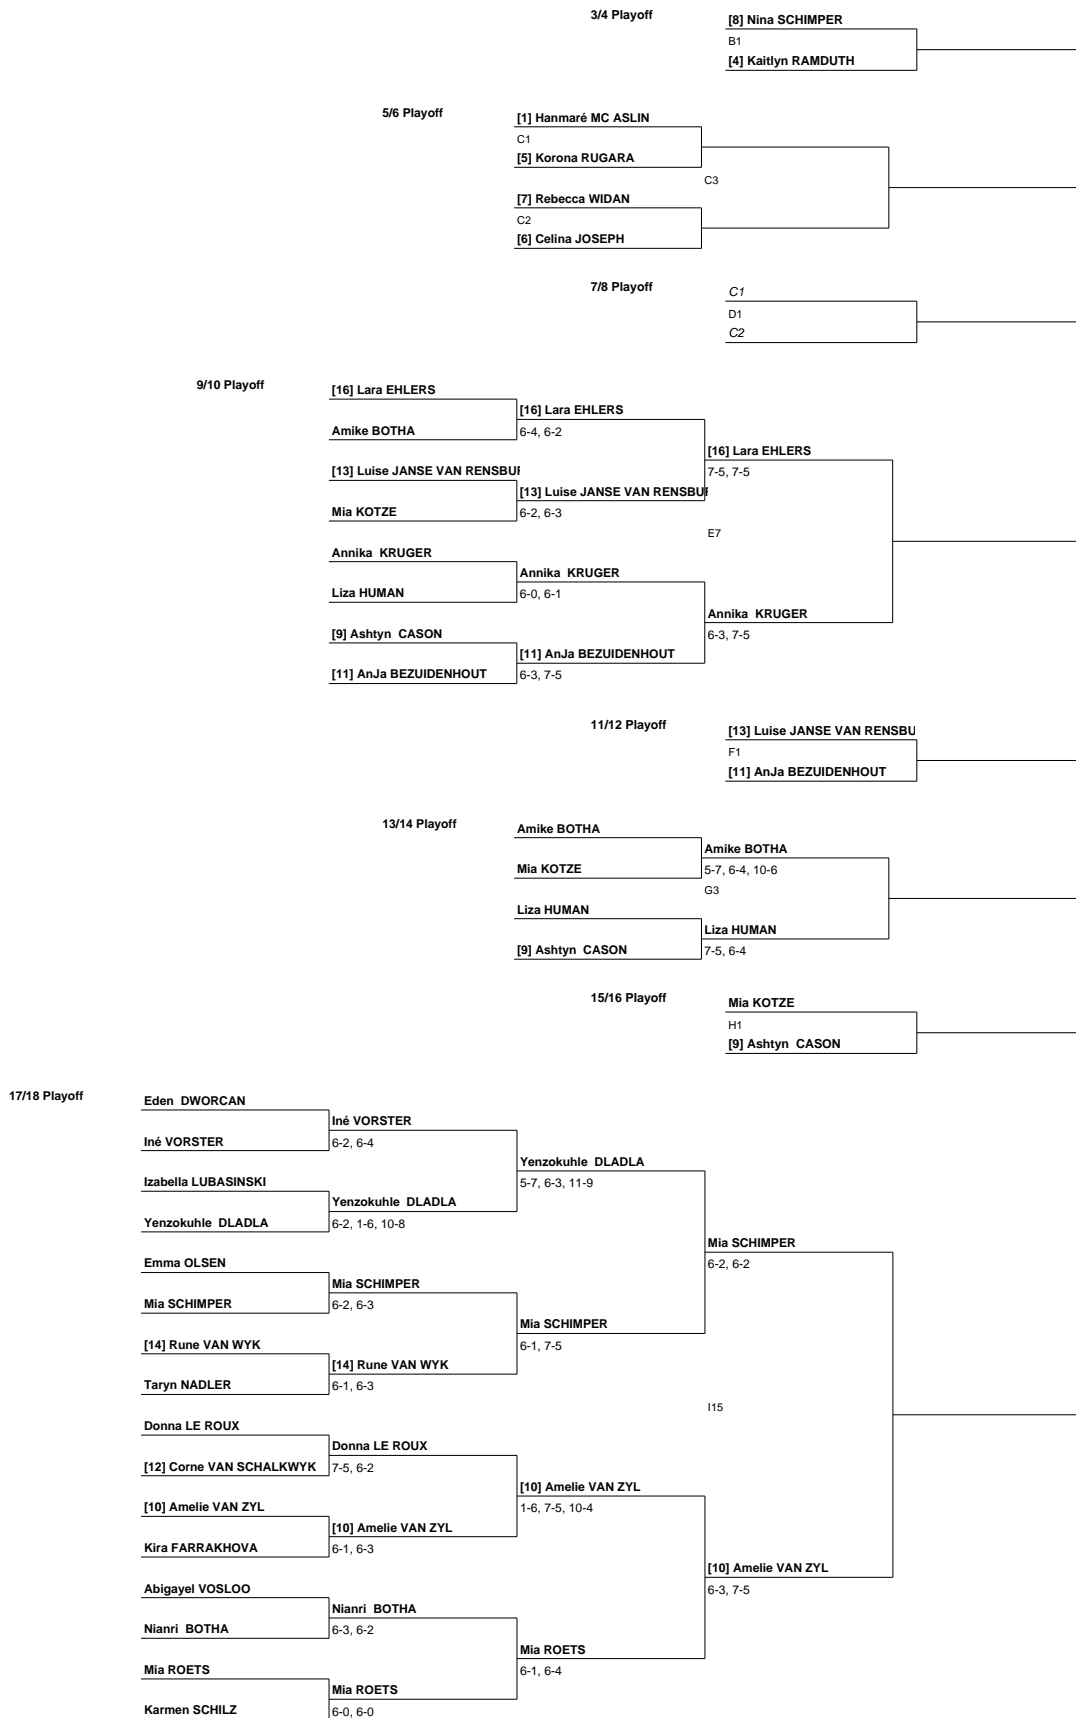 3/4 Playoff
[8] Nina SCHIMPER
B1
[4] Kaitlyn RAMDUTH
5/6 Playoff
[1] Hanmaré MC ASLIN
C1
[5] Korona RUGARA
C3
[7] Rebecca WIDAN
C2
[6] Celina JOSEPH
7/8 Playoff
C1
D1
C2
9/10 Playoff
[16] Lara EHLERS
[16] Lara EHLERS
Amike BOTHA
6-4, 6-2
[16] Lara EHLERS
[13] Luise JANSE VAN RENSBUR
7-5, 7-5
[13] Luise JANSE VAN RENSBUR
Mia KOTZE
6-2, 6-3
E7
Annika KRUGER
Annika KRUGER
Liza HUMAN
6-0, 6-1
Annika KRUGER
[9] Ashtyn CASON
6-3, 7-5
[11] AnJa BEZUIDENHOUT
[11] AnJa BEZUIDENHOUT
6-3, 7-5
11/12 Playoff
[13] Luise JANSE VAN RENSBU
F1
[11] AnJa BEZUIDENHOUT
13/14 Playoff
Amike BOTHA
Amike BOTHA
Mia KOTZE
5-7, 6-4, 10-6
G3
Liza HUMAN
Liza HUMAN
[9] Ashtyn CASON
7-5, 6-4
15/16 Playoff
Mia KOTZE
H1
[9] Ashtyn CASON
17/18 Playoff
Eden DWORCAN
Iné VORSTER
Iné VORSTER
6-2, 6-4
Yenzokuhle DLADLA
Izabella LUBASINSKI
5-7, 6-3, 11-9
Yenzokuhle DLADLA
Yenzokuhle DLADLA
6-2, 1-6, 10-8
Mia SCHIMPER
Emma OLSEN
6-2, 6-2
Mia SCHIMPER
Mia SCHIMPER
6-2, 6-3
Mia SCHIMPER
[14] Rune VAN WYK
6-1, 7-5
[14] Rune VAN WYK
Taryn NADLER
6-1, 6-3
I15
Donna LE ROUX
Donna LE ROUX
[12] Corne VAN SCHALKWYK
7-5, 6-2
[10] Amelie VAN ZYL
[10] Amelie VAN ZYL
1-6, 7-5, 10-4
[10] Amelie VAN ZYL
Kira FARRAKHOVA
6-1, 6-3
[10] Amelie VAN ZYL
Abigayel VOSLOO
6-3, 7-5
Nianri BOTHA
Nianri BOTHA
6-3, 6-2
Mia ROETS
Mia ROETS
6-1, 6-4
Mia ROETS
Karmen SCHILZ
6-0, 6-0